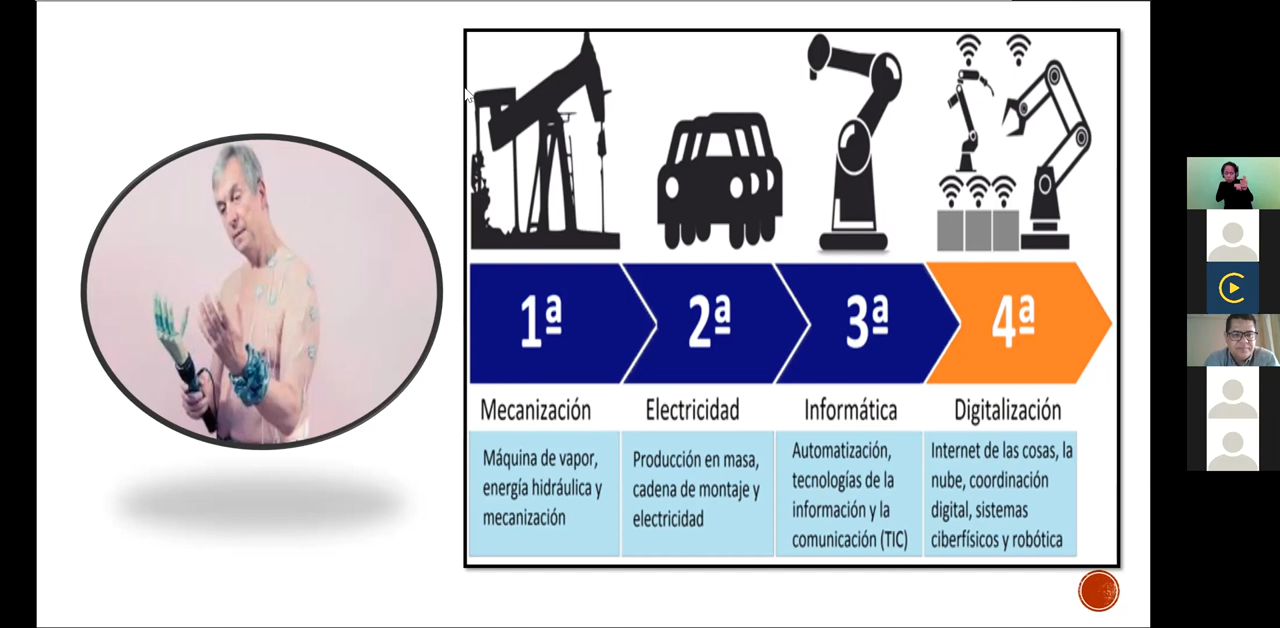 1ª
2ª
3ª
4ª
Mecanización
Electricidad
Informática
Digitalización
Máquina de vapor,
energía hidráulica y
mecanización
Producción en masa,
cadena de montaje y
electricidad
Automatización,
tecnologías de la
información y la
comunicación (TIC)
Internet de las cosas, la
nube, coordinación
digital, sistemas
ciberfísicos y robótica